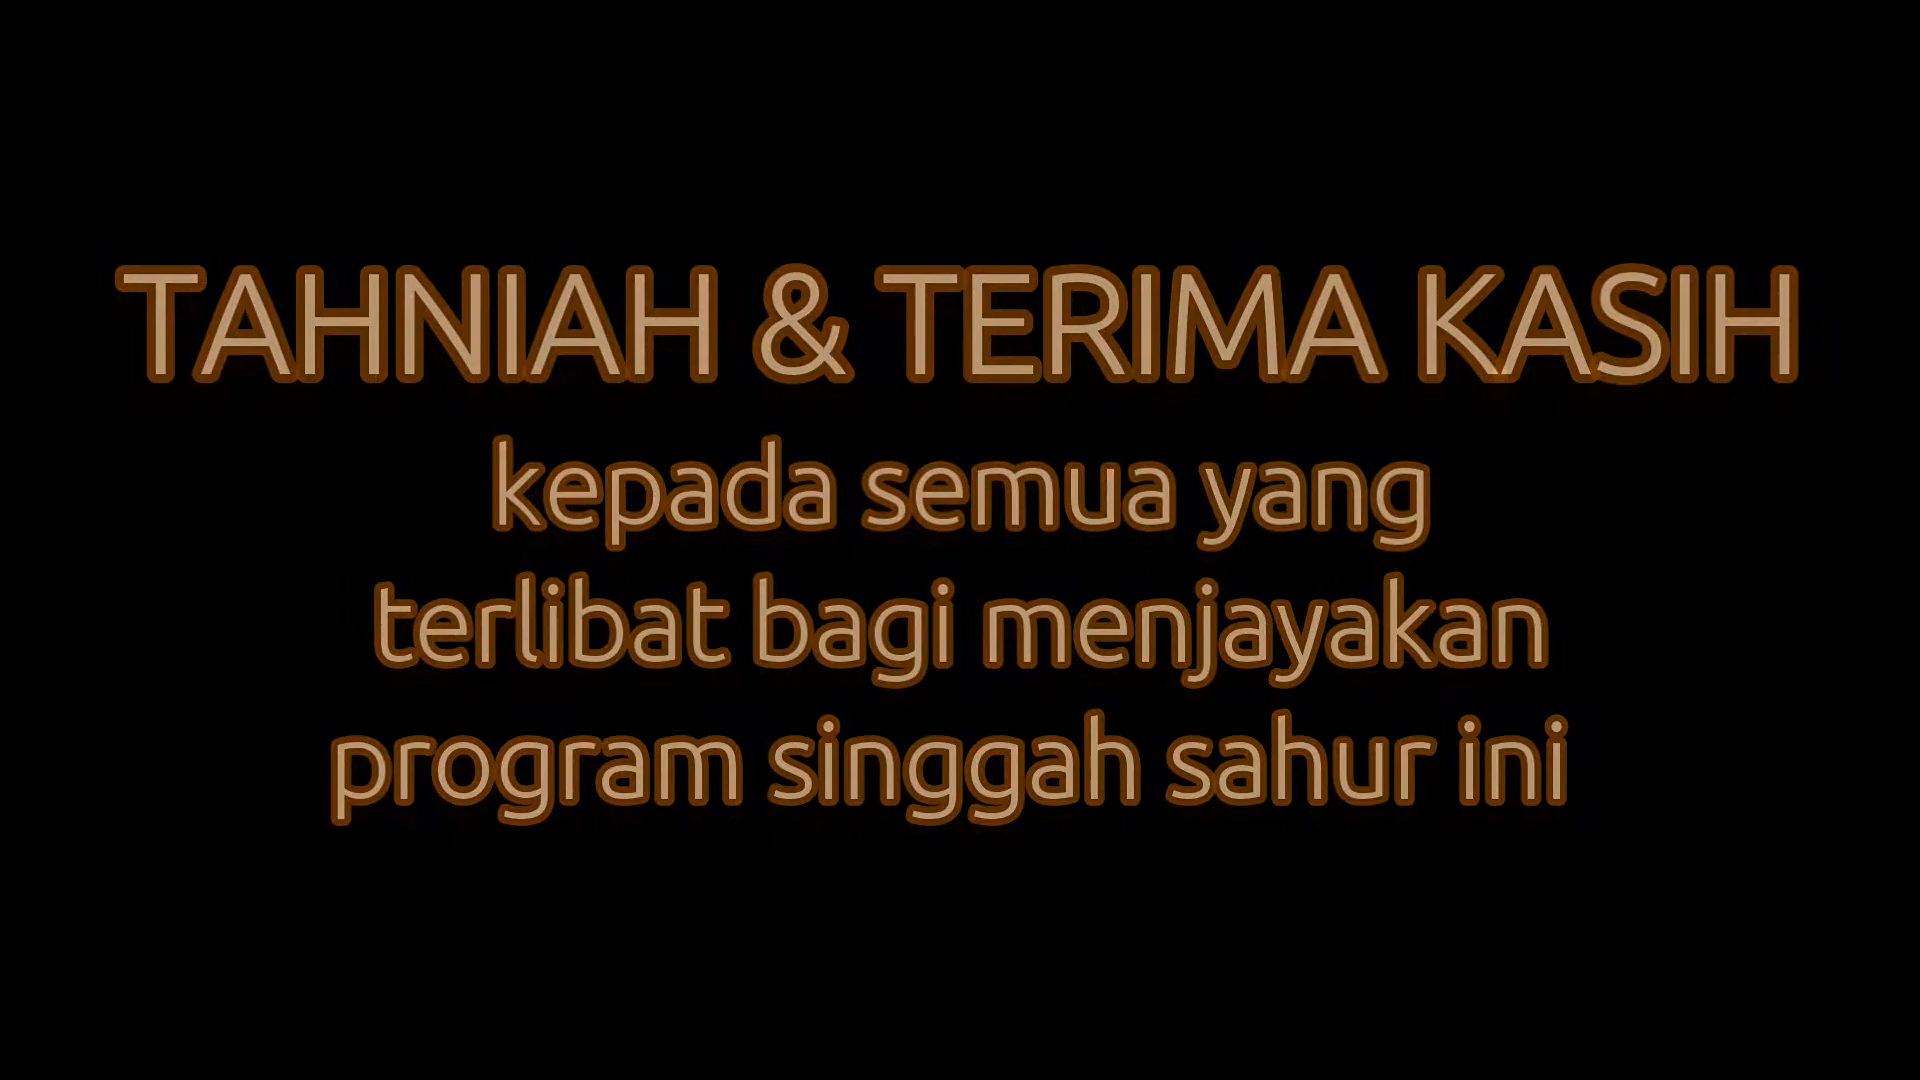 TAHNIAH & TERIMA KASIH
kepada semua yang
terlibat bagi menjayakan
program singgah sahur ini